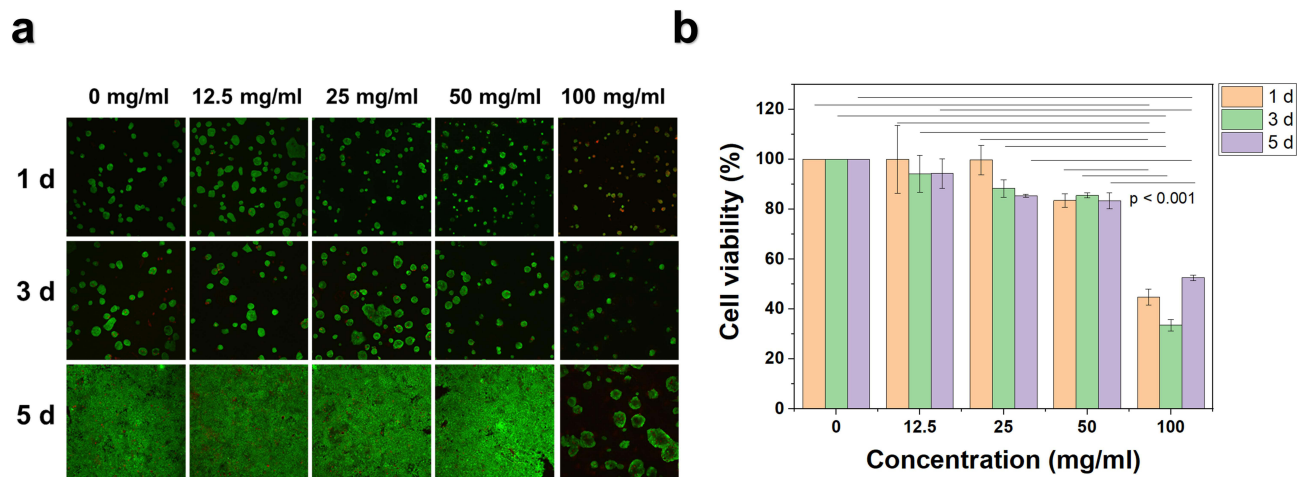 a
0 mg/ml 12.5 mg/ml 25 mg/ml 50 mg/ml 100 mg/ml
1 d
3 d
5 d
b
120
100
80
60
40
20
0
Cell viability (%)
p < 0.001
0 12.5 25 50 100
Concentration (mg/ml)
1 d
3 d
5 d